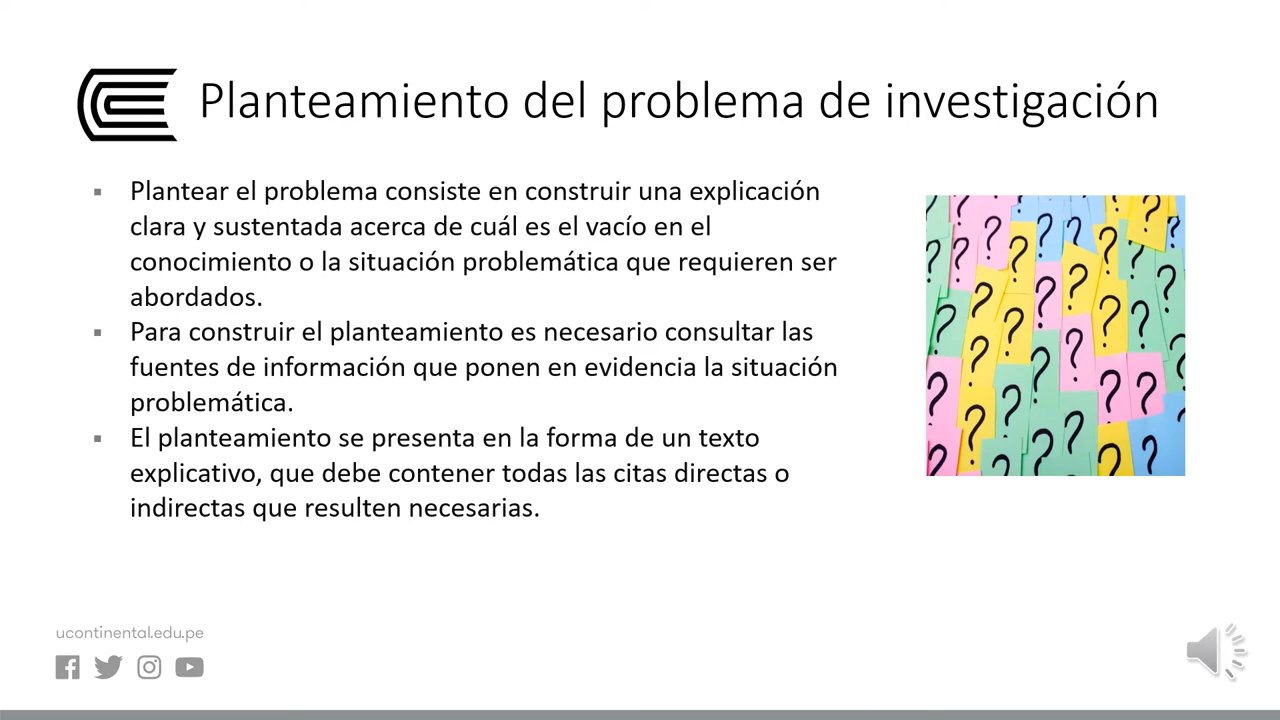 Planteamiento del problema de investigación
▪ Plantear el problema consiste en construir una explicación
clara y sustentada acerca de cuál es el vacío en el
conocimiento o la situación problemática que requieren ser
abordados.
▪ Para construir el planteamiento es necesario consultar las
fuentes de información que ponen en evidencia la situación
problemática.
▪ El planteamiento se presenta en la forma de un texto
explicativo, que debe contener todas las citas directas o
indirectas que resulten necesarias.
ucontinental.edu.pe